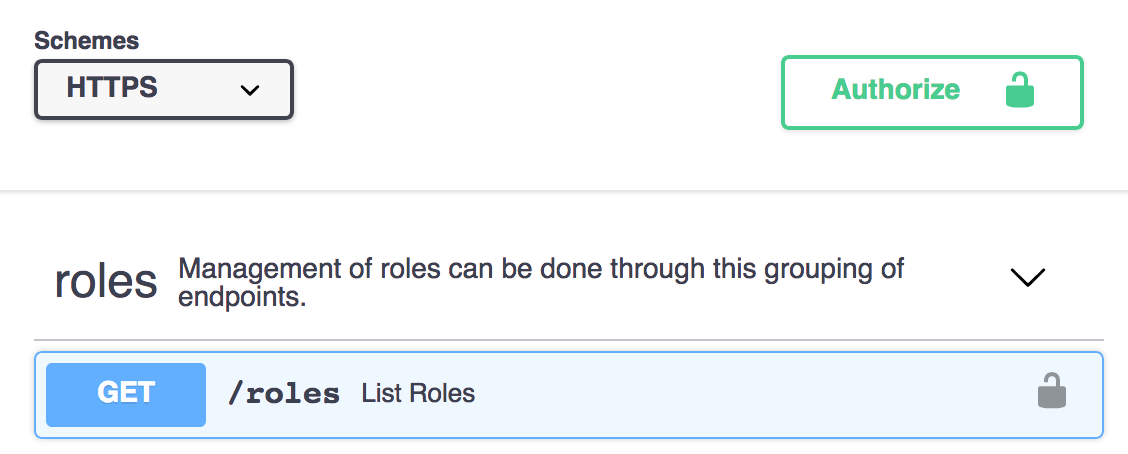 Schemes
HTTPS
Authorize
roles
Management of roles can be done through this grouping of
endpoints.
GET /roles List Roles